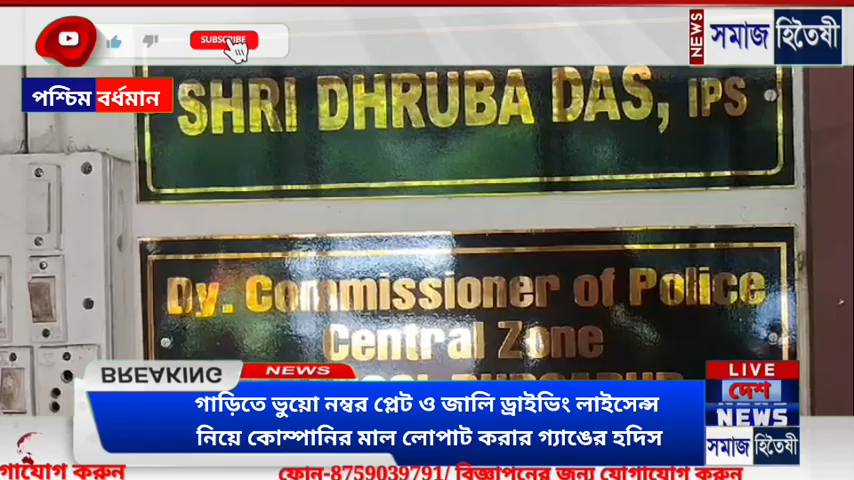 SUBSCRIBE
NEWS
সমাজ হিতৈষী
পশ্চিম বর্ধমান
SHRI DHRUBA DAS, IPS
Dy. Commissioner of Police
Central Zone
BREAKING
NEWS
গাড়িতে ভুয়ো নম্বর প্লেট ও জালি ড্রাইভিং লাইসেন্স
নিয়ে কোম্পানির মাল লোপাট করার গ্যাঙের হদিস
LIVE
দেশ
NEWS
সমাজ হিতৈষী
গাযোগ করুন ফোন-8759039791/ বিজ্ঞাপনের জন্য যোগাযোগ করুন